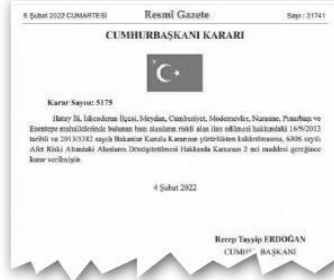 5 Şubat 2022 CUMARTESİ
Resmî Gazete
Sayı : 31741
CUMHURBAŞKANI KARARI
Karar Sayısı: 5175
Hatay İli, İskenderun İlçesi, Meydan, Cumhuriyet, Modernevler, Numune, Pınarbaşı ve
Esentepe mahallelerinde bulunan bazı alanların riskli alan ilan edilmesi hakkındaki 16/9/2013
tarihli ve 2013/5382 sayılı Bakanlar Kurulu Kararının yürürlükten kaldırılmasına, 6306 sayılı
Afet Riski Altındaki Alanların Dönüştürülmesi Hakkında Kanunun 2 nci maddesi gereğince
karar verilmiştir.
4 Şubat 2022
Recep Tayyip ERDOĞAN
CUMHU BAŞKANI